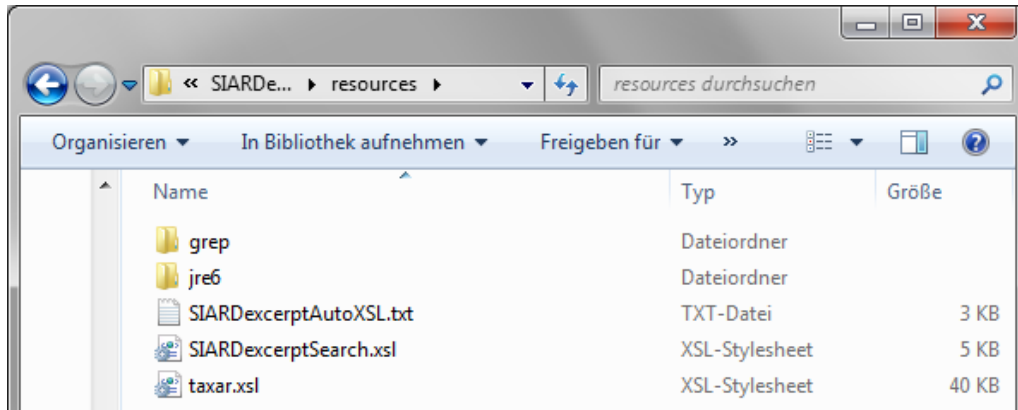 « SIARDe... ▸ resources ▸ resources durchsuchen
Organisieren ▾ In Bibliothek aufnehmen ▾ Freigeben für ▾ »
Name Typ Größe
grep Dateiordner
jre6 Dateiordner
SIARDexcerptAutoXSL.txt TXT-Datei 3 KB
SIARDexcerptSearch.xsl XSL-Stylesheet 5 KB
taxar.xsl XSL-Stylesheet 40 KB